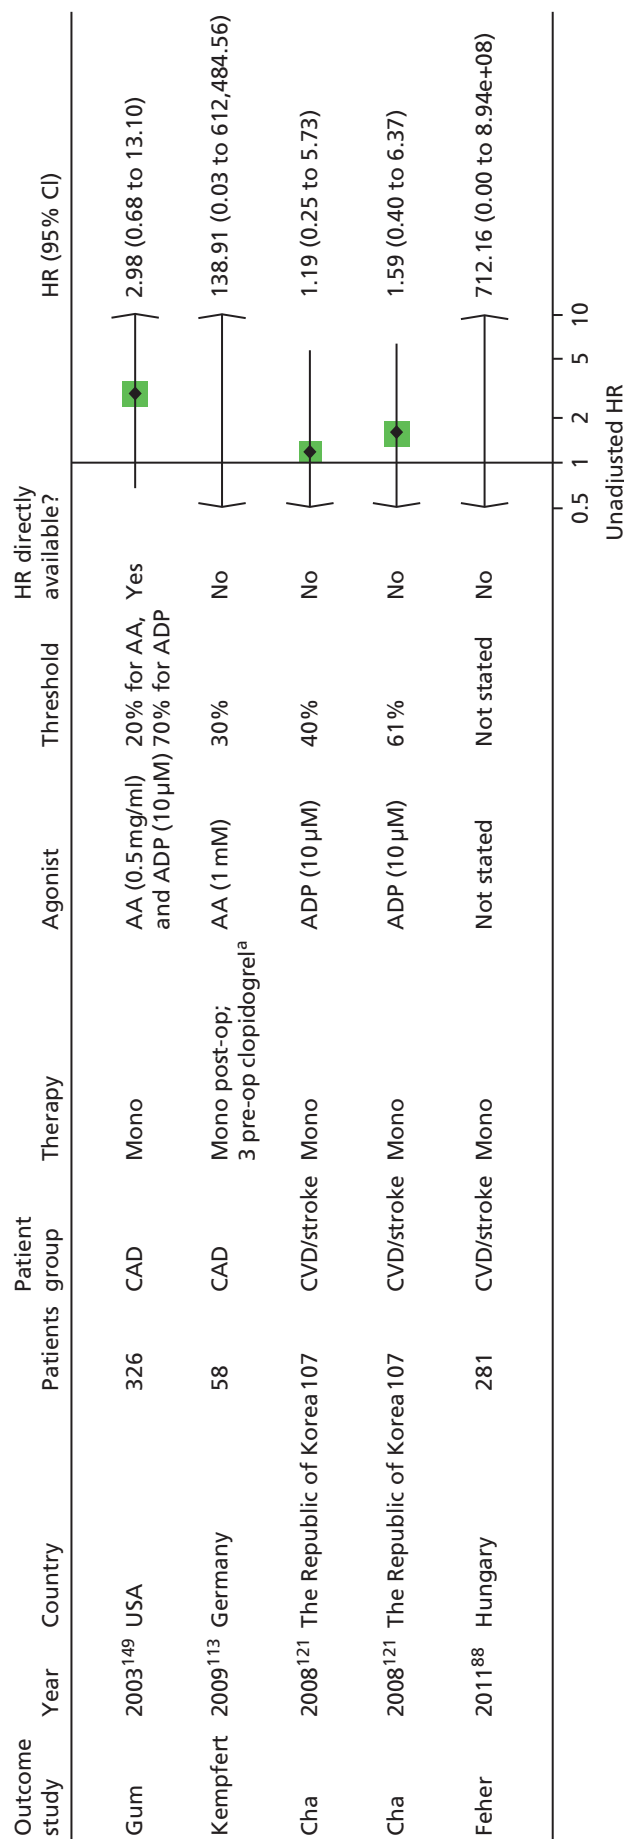 Outcome study Year Country Patients Patient group Therapy Agonist Threshold HR directly available? HR (95% CI)
Gum 2003149 USA 326 CAD Mono AA (0.5 mg/ml) 20% for AA, Yes 2.98 (0.68 to 13.10)
and ADP (10 µM) 70% for ADP
Kempfert 2009113 Germany 58 CAD Mono post-op; AA (1 mM) 30% No 138.91 (0.03 to 612,484.56)
3 pre-op clopidogrela
Cha 2008121 The Republic of Korea 107 CVD/stroke Mono ADP (10 µM) 40% No 1.19 (0.25 to 5.73)
Cha 2008121 The Republic of Korea 107 CVD/stroke Mono ADP (10 µM) 61% No 1.59 (0.40 to 6.37)
Feher 201188 Hungary 281 CVD/stroke Mono Not stated Not stated No 712.16 (0.00 to 8.94e+08)
0.5 1 2 5 10
Unadjusted HR